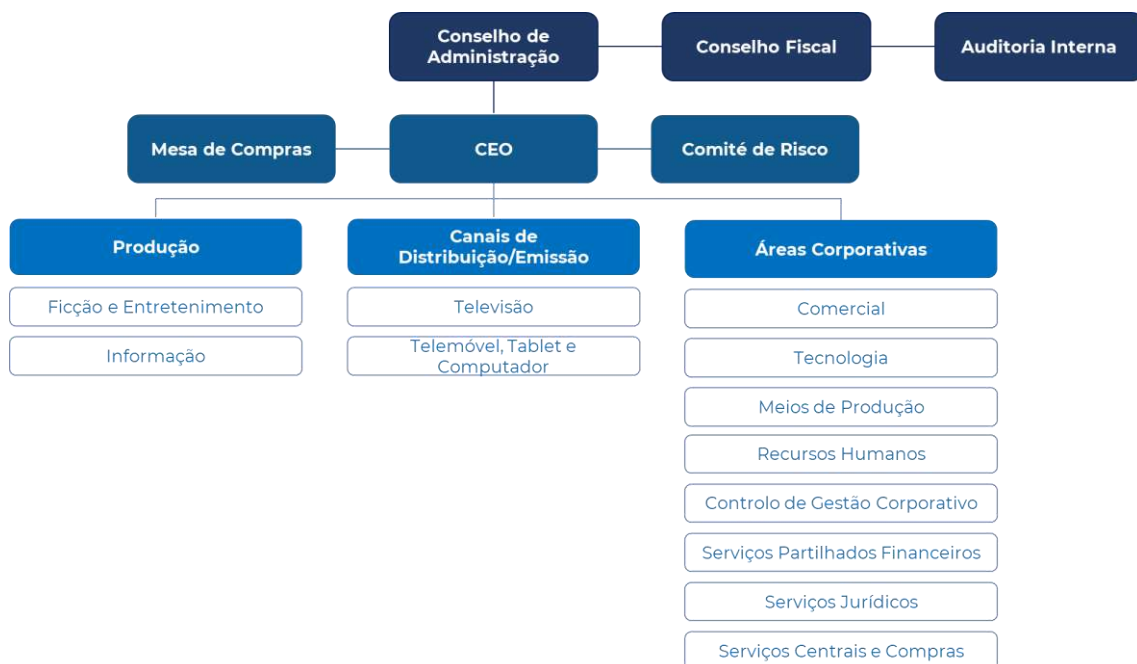 Conselho de
Administração
Conselho Fiscal
Auditoria Interna
Mesa de Compras
CEO
Comité de Risco
Produção
Canais de
Distribuição/Emissão
Áreas Corporativas
Ficção e Entretenimento
Televisão
Comercial
Informação
Telemóvel, Tablet e
Computador
Tecnologia
Meios de Produção
Recursos Humanos
Controlo de Gestão Corporativo
Serviços Partilhados Financeiros
Serviços Jurídicos
Serviços Centrais e Compras